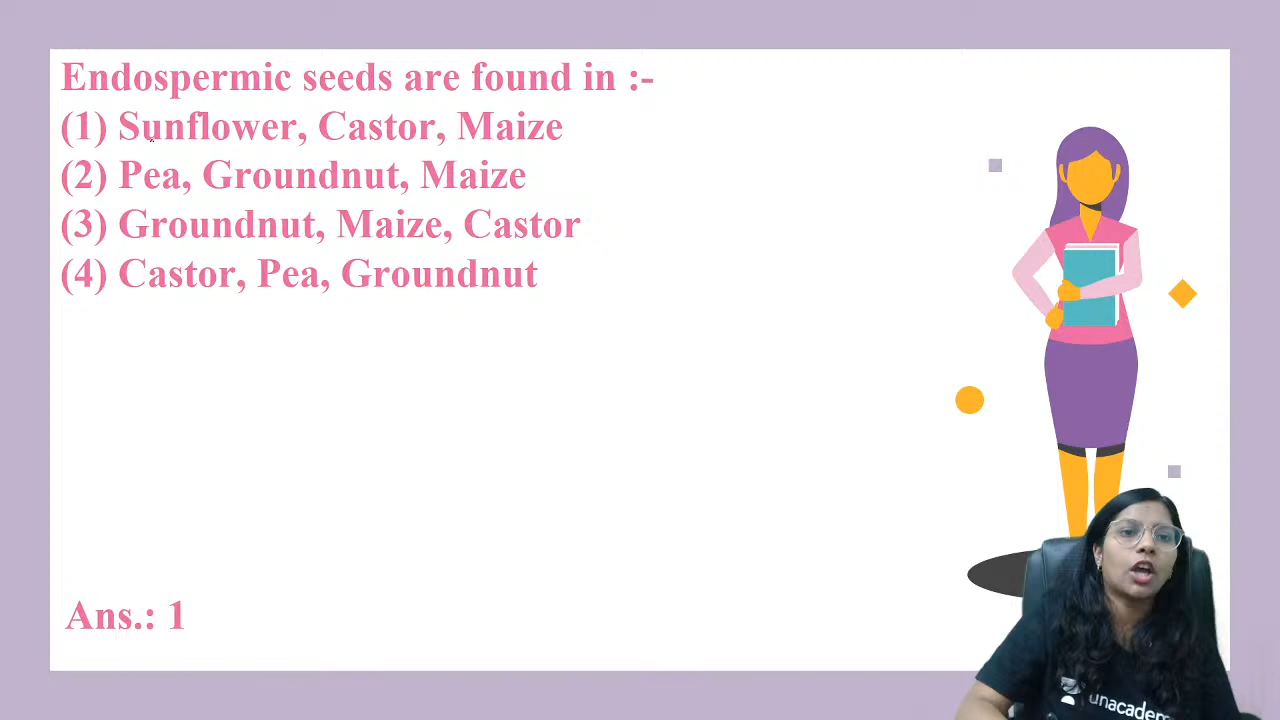 Endospermic seeds are found in :-
(1) Sunflower, Castor, Maize
(2) Pea, Groundnut, Maize
(3) Groundnut, Maize, Castor
(4) Castor, Pea, Groundnut
Ans.: 1
unacademy